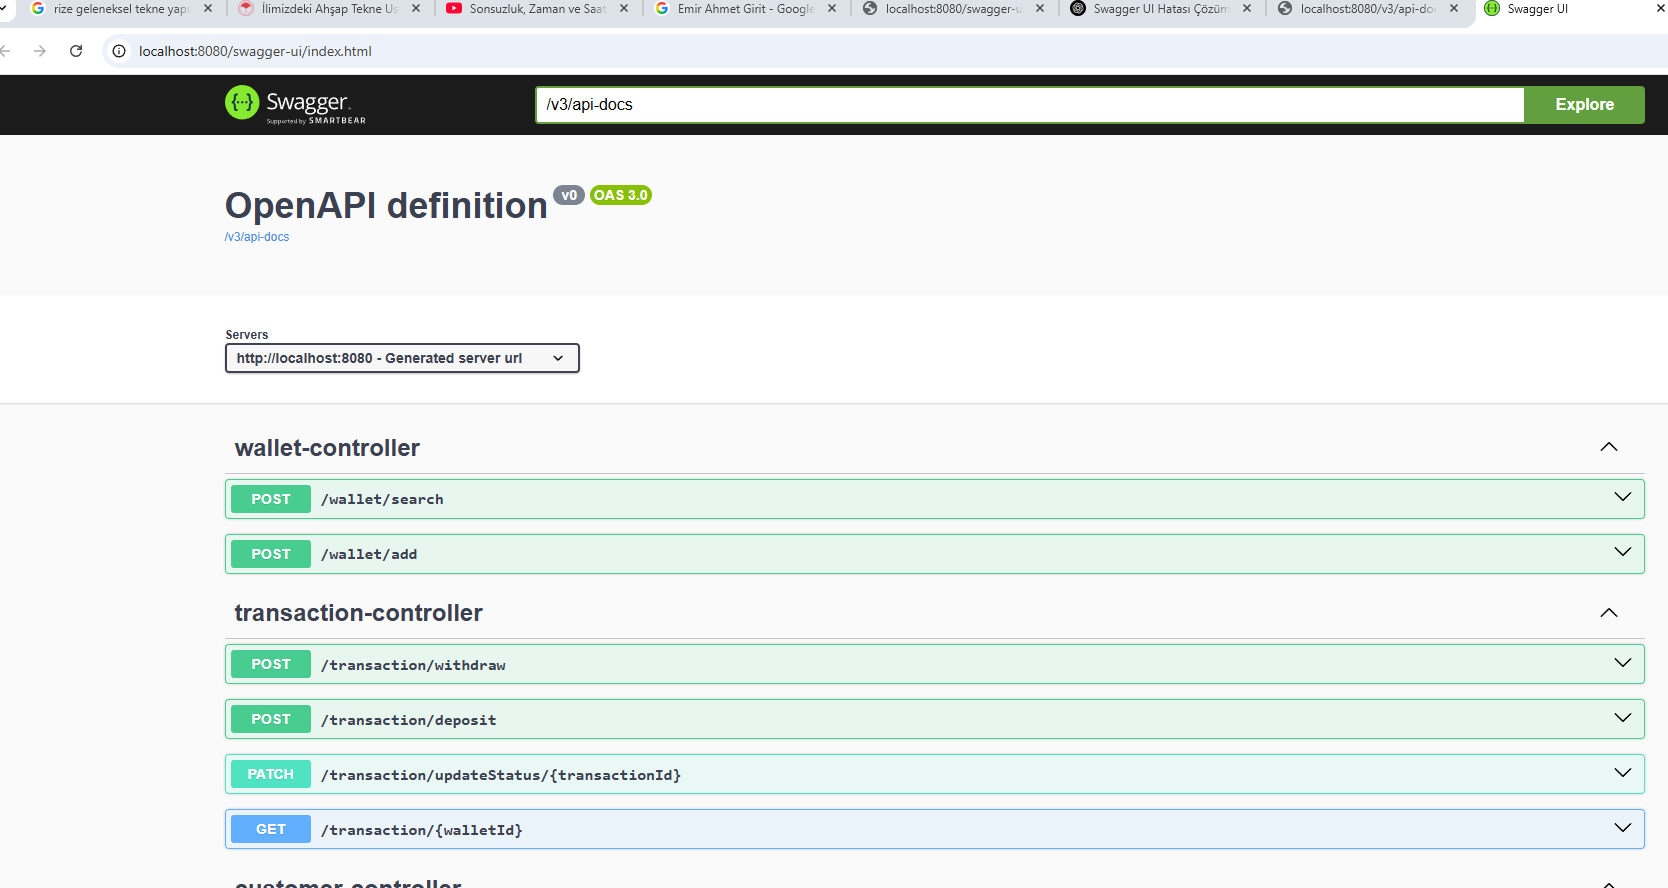 rize geleneksel tekne yapı
İlimizdeki Ahşap Tekne Us
Sonsuzluk, Zaman ve Saat
Emir Ahmet Girit - Google
localhost:8080/swagger-u
Swagger UI Hatası Çözüm
localhost:8080/v3/api-doc
Swagger UI
localhost:8080/swagger-ui/index.html
Swagger
Supported by SMARTBEAR
/v3/api-docs
Explore
OpenAPI definition v0 OAS 3.0
/v3/api-docs
Servers
http://localhost:8080 - Generated server url
wallet-controller
POST /wallet/search
POST /wallet/add
transaction-controller
POST /transaction/withdraw
POST /transaction/deposit
PATCH /transaction/updateStatus/{transactionId}
GET /transaction/{walletId}
customer-controller